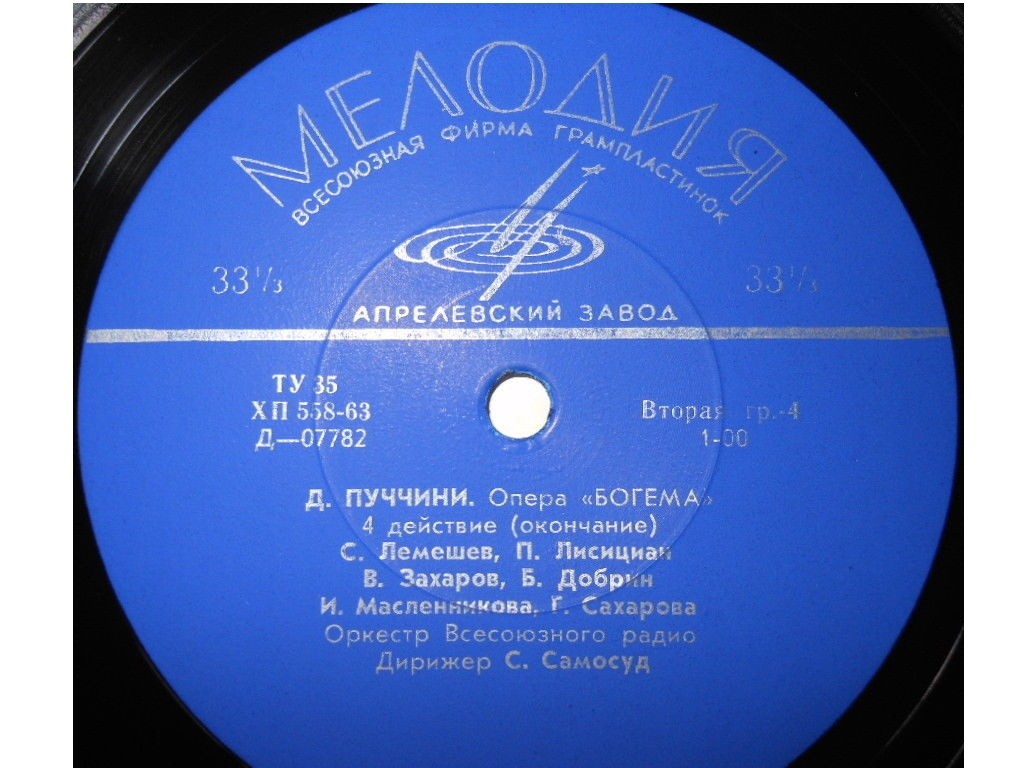 МЕЛОДИЯ
ВСЕСОЮЗНАЯ ФИРМА ГРАМПЛАСТИНОК
33⅓ 33⅓
АПРЕЛЕВСКИЙ ЗАВОД
ТУ 35
ХП 558-63
Д—07782
Вторая гр.-4
1-00
Д. ПУЧЧИНИ. Опера «БОГЕМА»
4 действие (окончание)
С. Лемешев, П. Лисициан
В. Захаров, Б. Добрин
И. Масленникова, Г. Сахарова
Оркестр Всесоюзного радио
Дирижер С. Самосуд